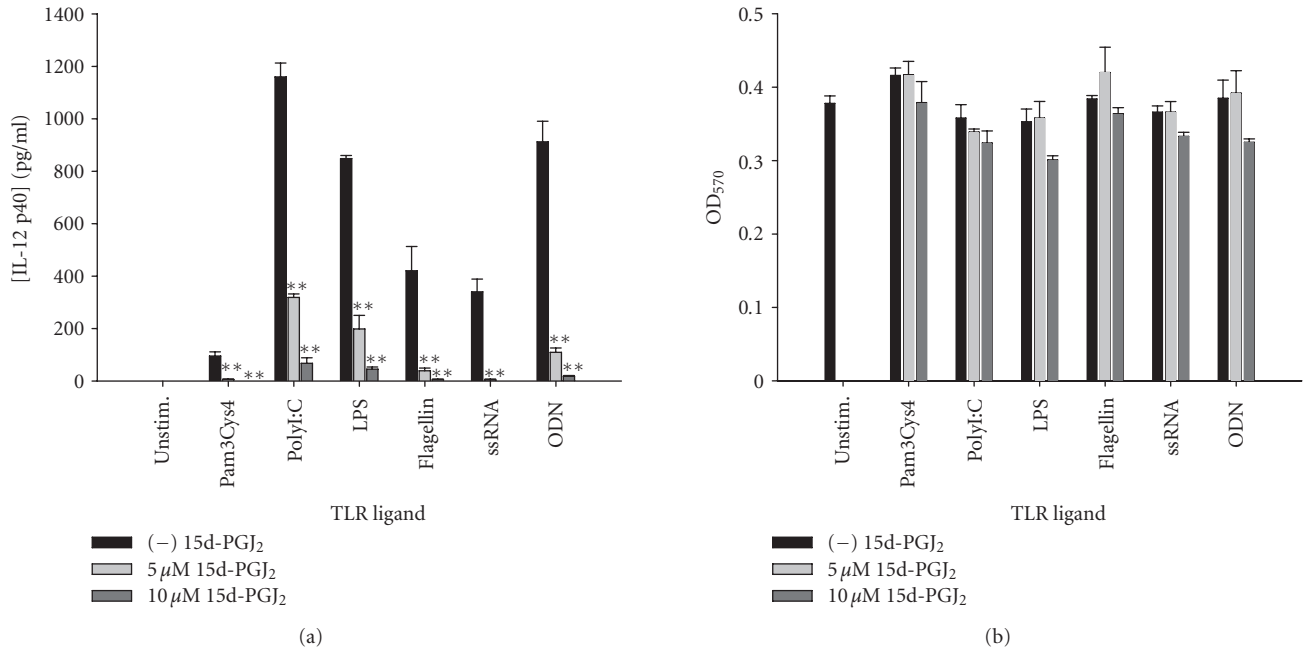 1400
1200
1000
800
600
400
200
0
[IL-12 p40] (pg/ml)
** ** ** ** ** ** ** ** ** ** **
Unstim.
Pam3Cys4
PolyI:C
LPS
Flagellin
ssRNA
ODN
TLR ligand
(−) 15d-PGJ₂
5 μM 15d-PGJ₂
10 μM 15d-PGJ₂
(a)
0.5
0.4
0.3
0.2
0.1
0
OD₅₇₀
Unstim.
Pam3Cys4
PolyI:C
LPS
Flagellin
ssRNA
ODN
TLR ligand
(−) 15d-PGJ₂
5 μM 15d-PGJ₂
10 μM 15d-PGJ₂
(b)